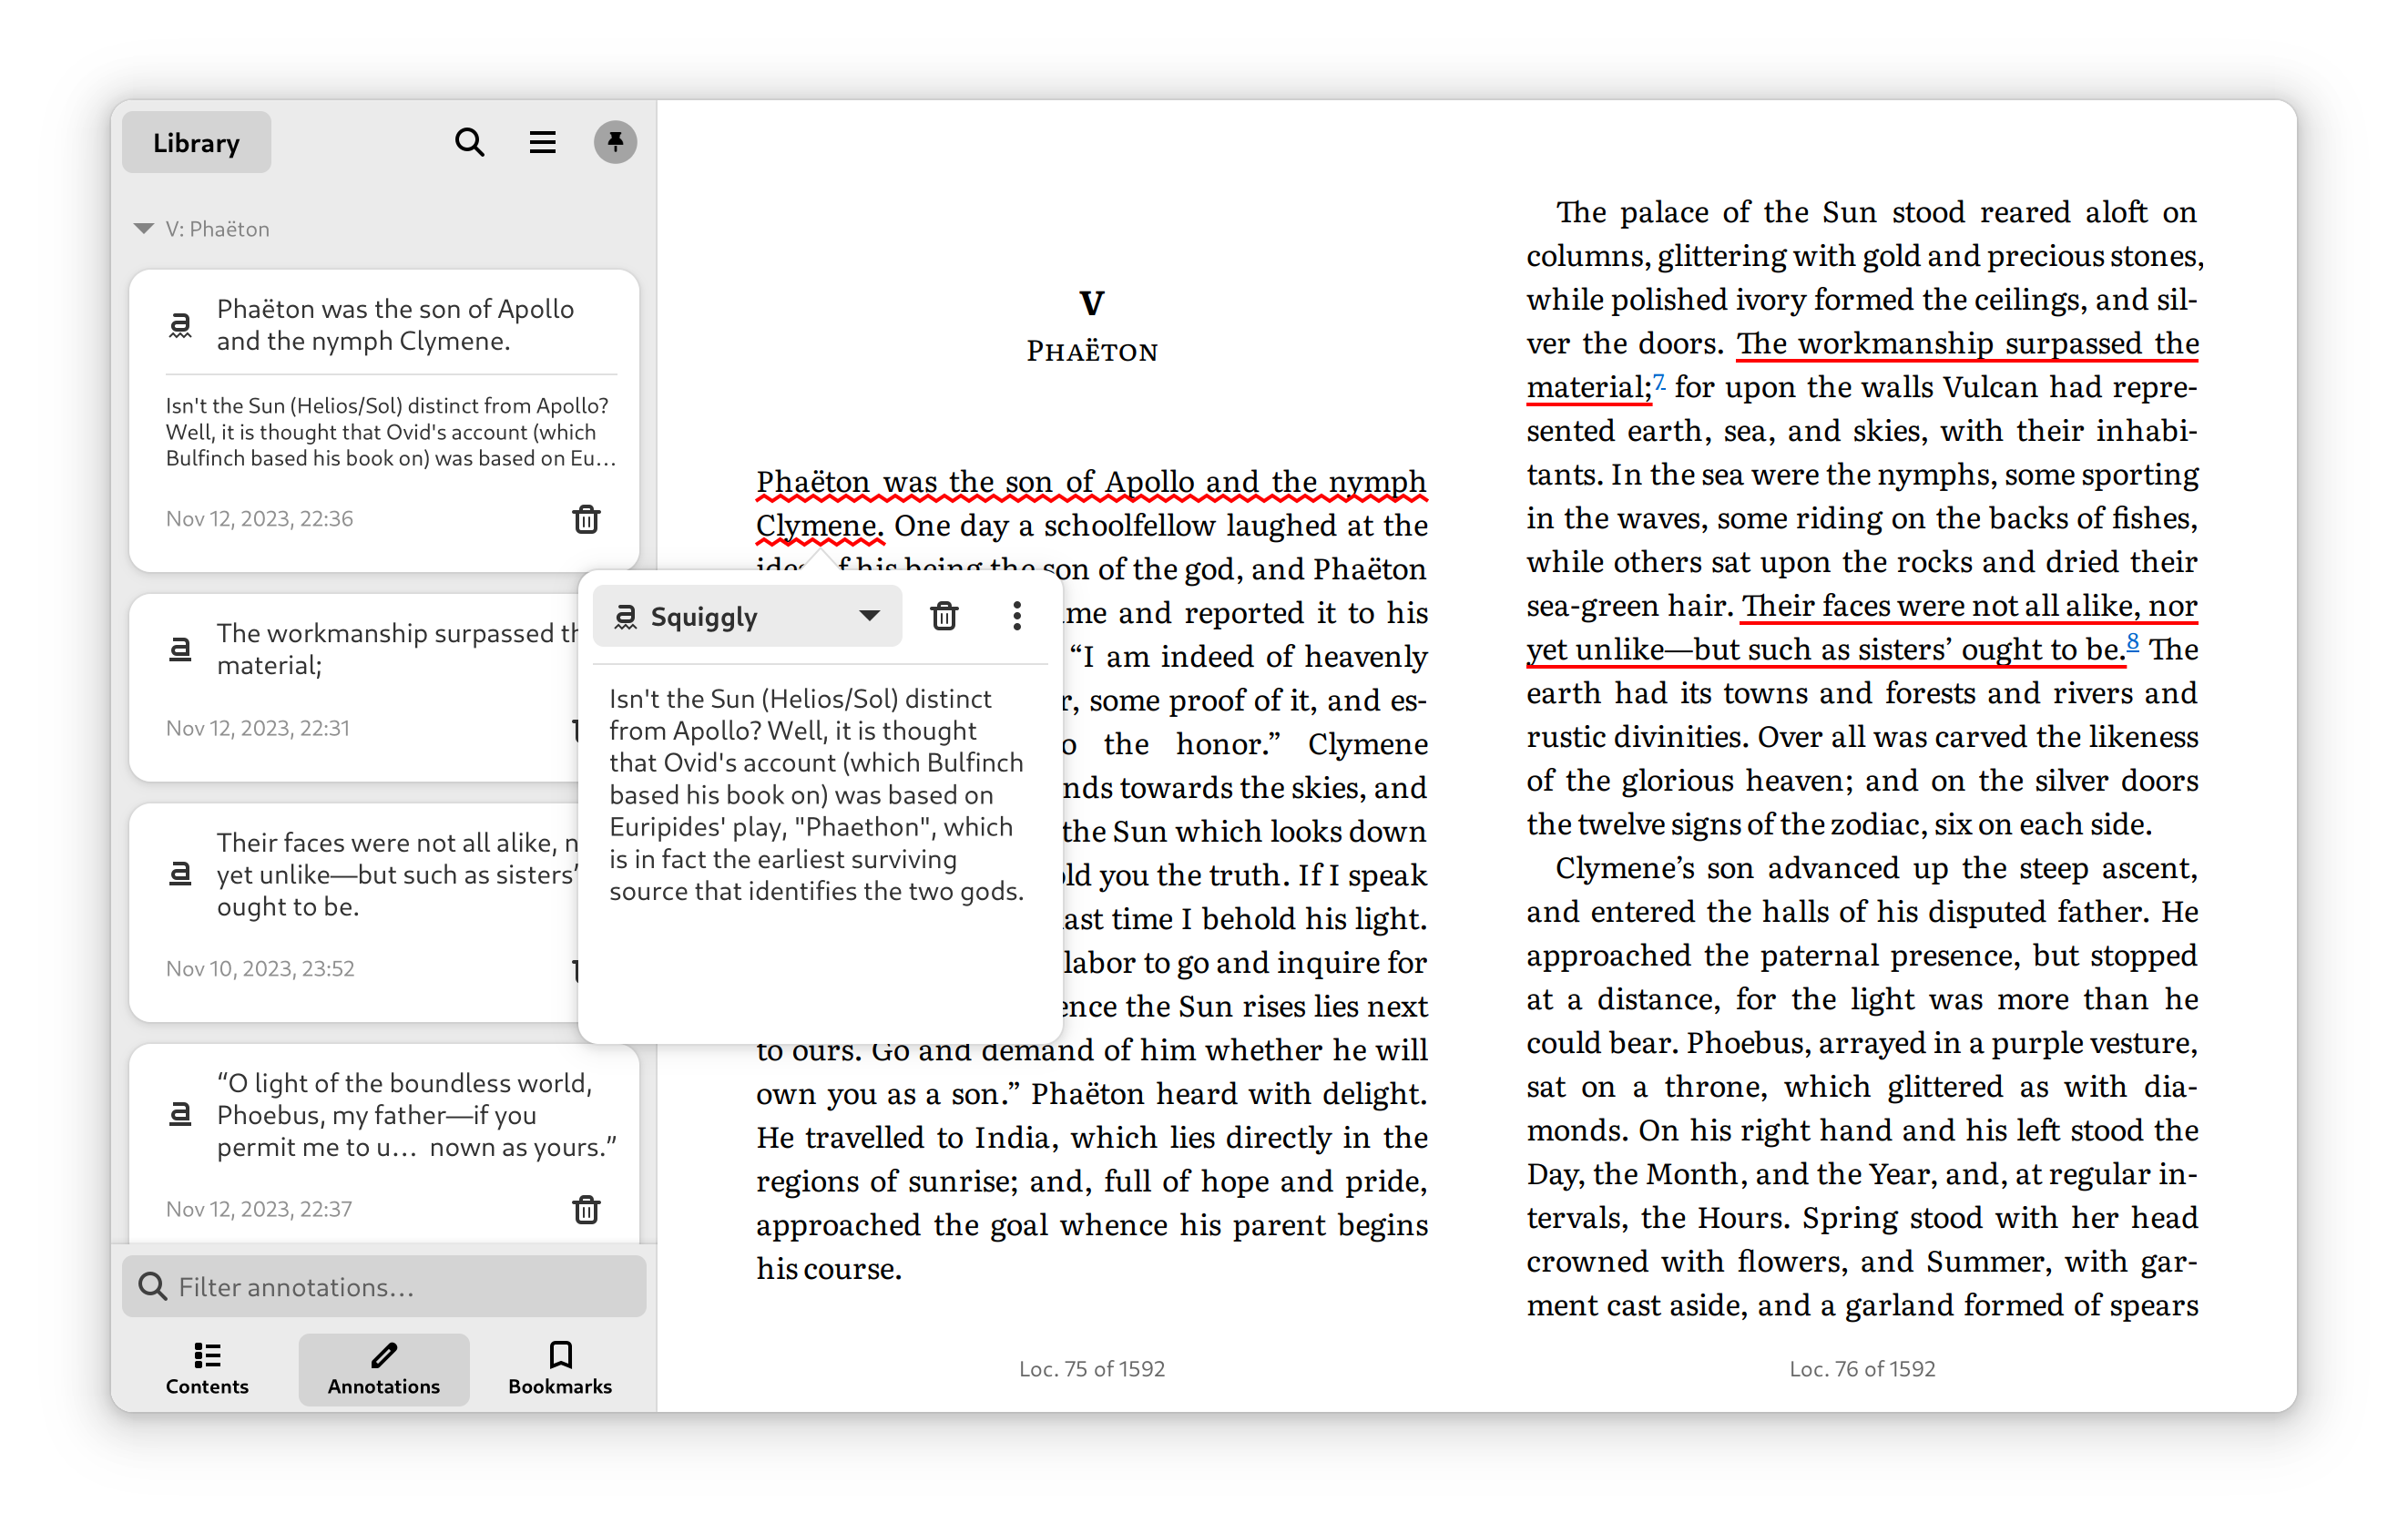 Library
V: Phaëton
Phaëton was the son of Apollo
and the nymph Clymene.
Isn't the Sun (Helios/Sol) distinct from Apollo?
Well, it is thought that Ovid's account (which
Bulfinch based his book on) was based on Eu...
Nov 12, 2023, 22:36
The workmanship surpassed
material;
Nov 12, 2023, 22:31
Their faces were not all alike,
yet unlike—but such as sisters’
ought to be.
Nov 10, 2023, 23:52
“O light of the boundless world,
Phoebus, my father—if you
permit me to u... nown as yours.”
Nov 12, 2023, 22:37
Filter annotations...
Contents
Annotations
Bookmarks
V
Phaëton
Phaëton was the son of Apollo and the nymph
Clymene. One day a schoolfellow laughed at the
idea of his being the son of the god, and Phaëton
me and reported it to his
“I am indeed of heavenly
some proof of it, and es-
the honor.” Clymene
towards the skies, and
the Sun which looks down
you the truth. If I speak
time I behold his light.
labor to go and inquire for
the Sun rises lies next
to ours. Go and demand of him whether he will
own you as a son.” Phaëton heard with delight.
He travelled to India, which lies directly in the
regions of sunrise; and, full of hope and pride,
approached the goal whence his parent begins
his course.
Loc. 75 of 1592
Squiggly
Isn't the Sun (Helios/Sol) distinct
from Apollo? Well, it is thought
that Ovid's account (which Bulfinch
based his book on) was based on
Euripides' play, "Phaethon", which
is in fact the earliest surviving
source that identifies the two gods.
The palace of the Sun stood reared aloft on
columns, glittering with gold and precious stones,
while polished ivory formed the ceilings, and sil-
ver the doors. The workmanship surpassed the
material;7 for upon the walls Vulcan had repre-
sented earth, sea, and skies, with their inhabi-
tants. In the sea were the nymphs, some sporting
in the waves, some riding on the backs of fishes,
while others sat upon the rocks and dried their
sea-green hair. Their faces were not all alike, nor
yet unlike—but such as sisters’ ought to be.8 The
earth had its towns and forests and rivers and
rustic divinities. Over all was carved the likeness
of the glorious heaven; and on the silver doors
the twelve signs of the zodiac, six on each side.
Clymene’s son advanced up the steep ascent,
and entered the halls of his disputed father. He
approached the paternal presence, but stopped
at a distance, for the light was more than he
could bear. Phoebus, arrayed in a purple vesture,
sat on a throne, which glittered as with dia-
monds. On his right hand and his left stood the
Day, the Month, and the Year, and, at regular in-
tervals, the Hours. Spring stood with her head
crowned with flowers, and Summer, with gar-
ment cast aside, and a garland formed of spears
Loc. 76 of 1592